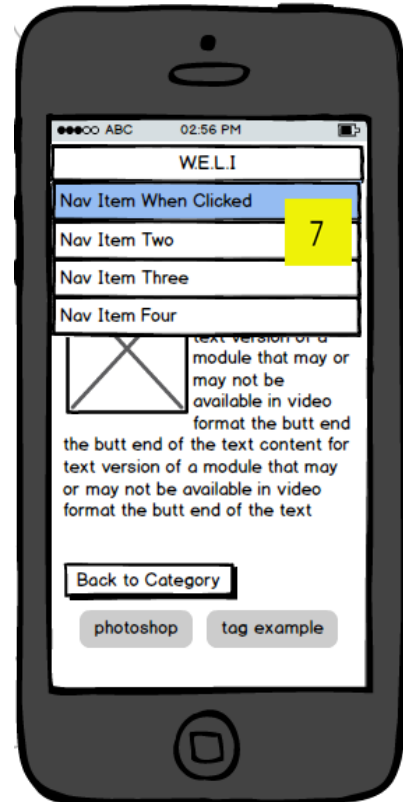 ABC 02:56 PM
W.E.L.I
Nav Item When Clicked
7
Nav Item Two
Nav Item Three
Nav Item Four
text version of a
module that may or
may not be
available in video
format the butt end
the butt end of the text content for
text version of a module that may
or may not be available in video
format the butt end of the text
Back to Category
photoshop tag example